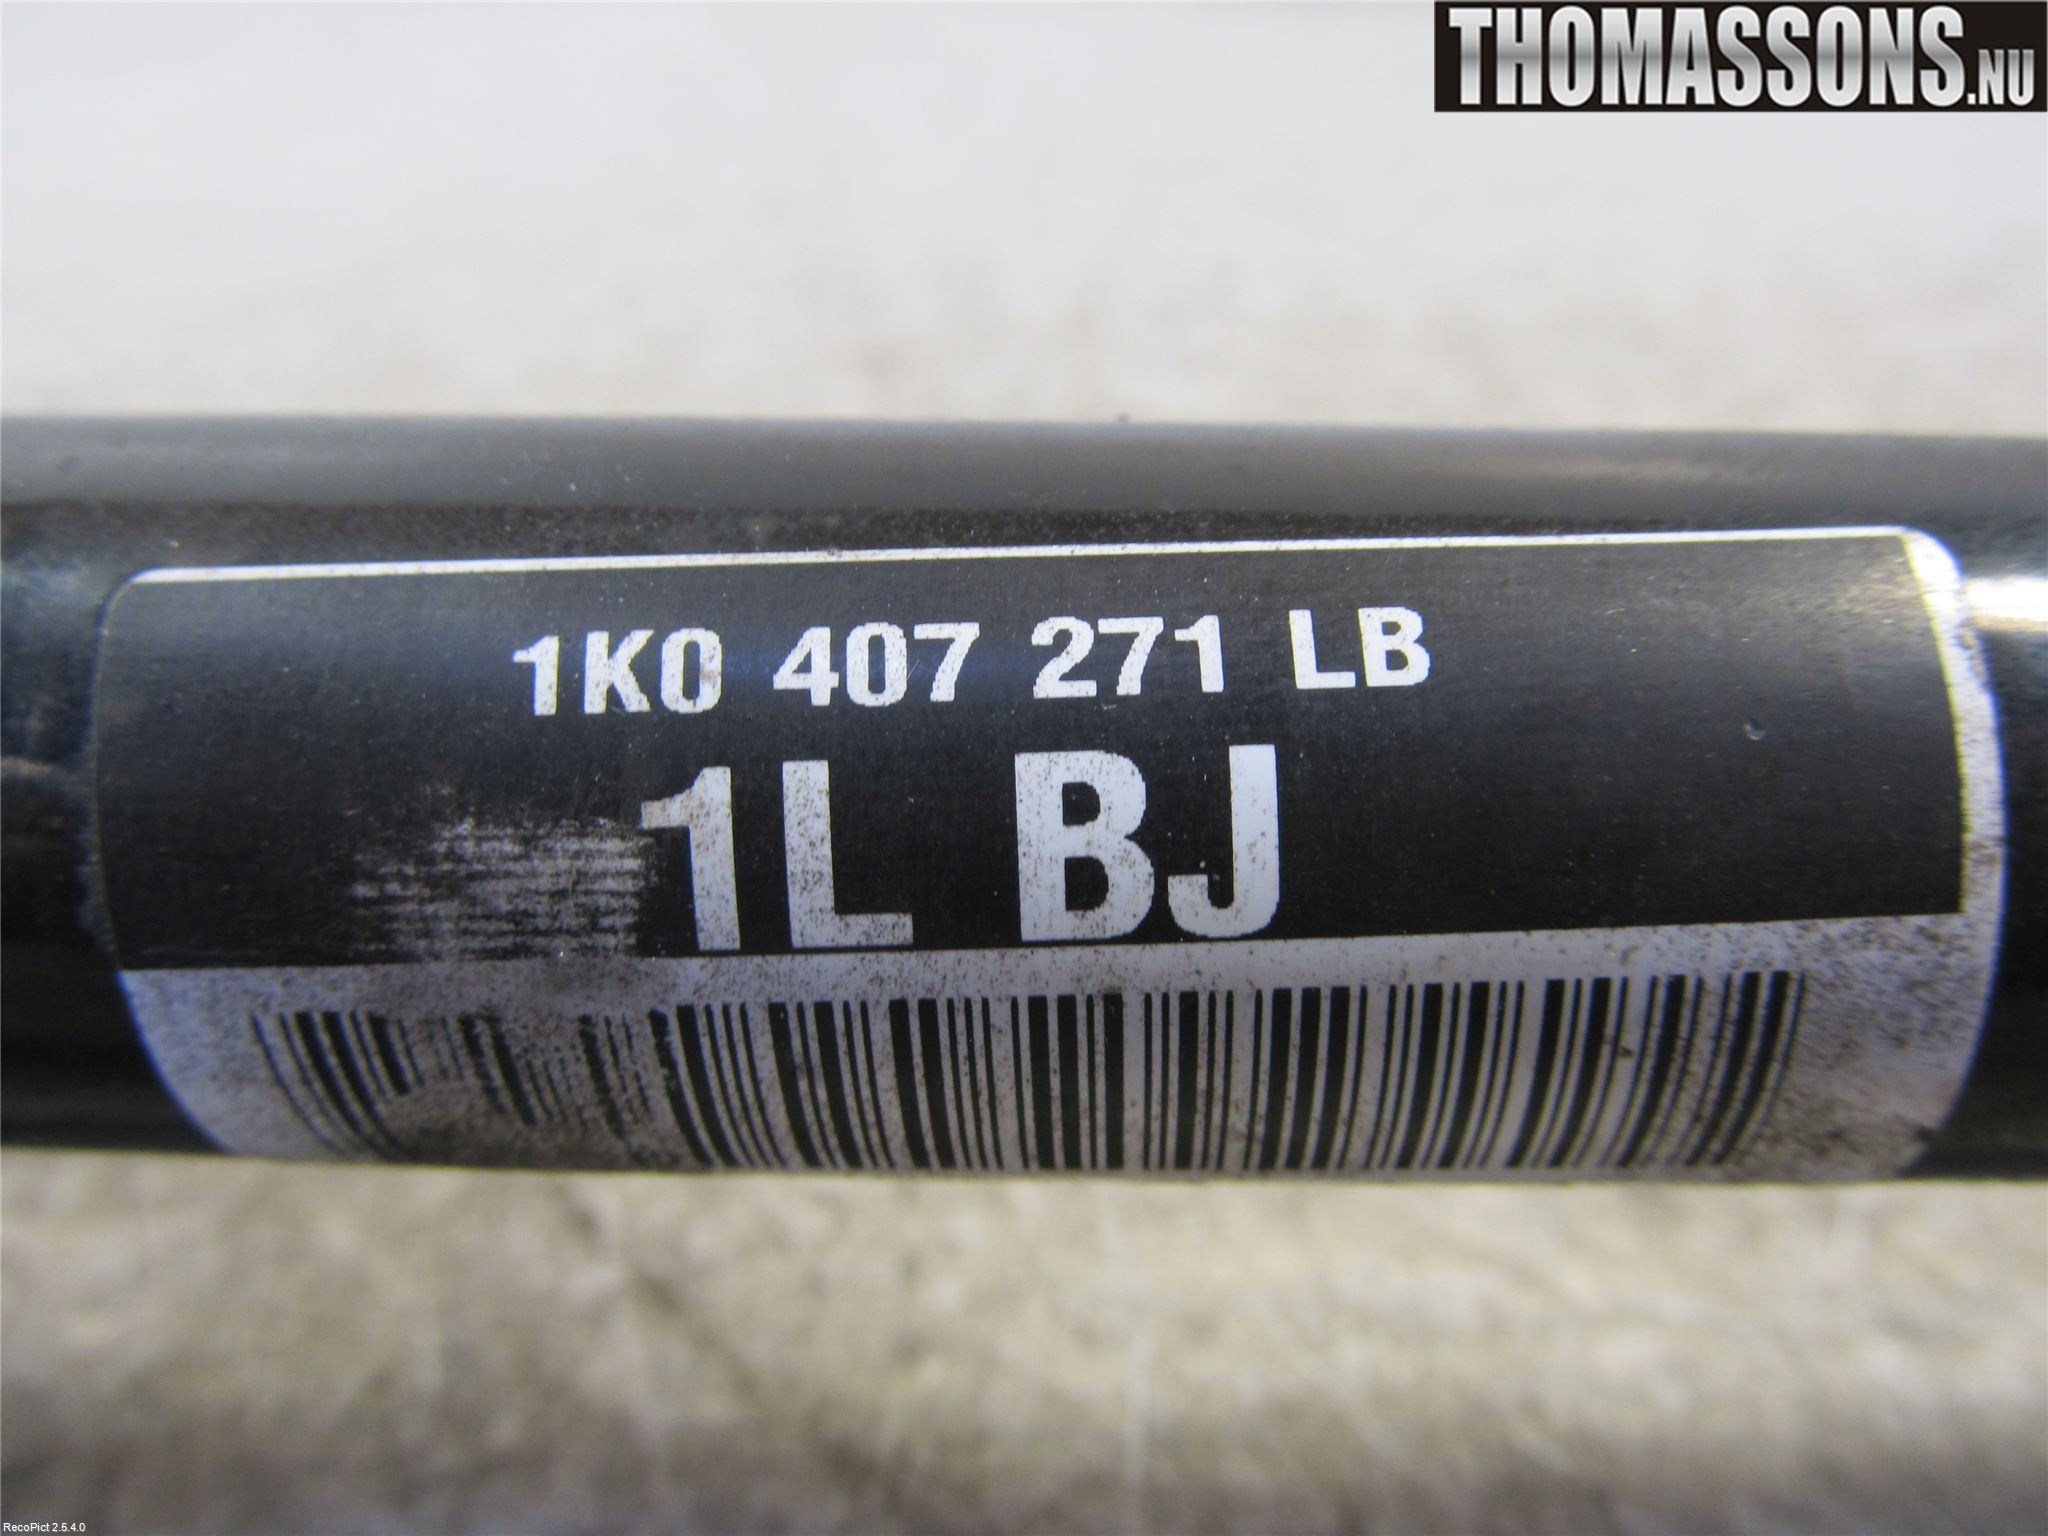 THOMASSONS.NU
1K0 407 271 LB
1L BJ
RecoPict 2.5.4.0